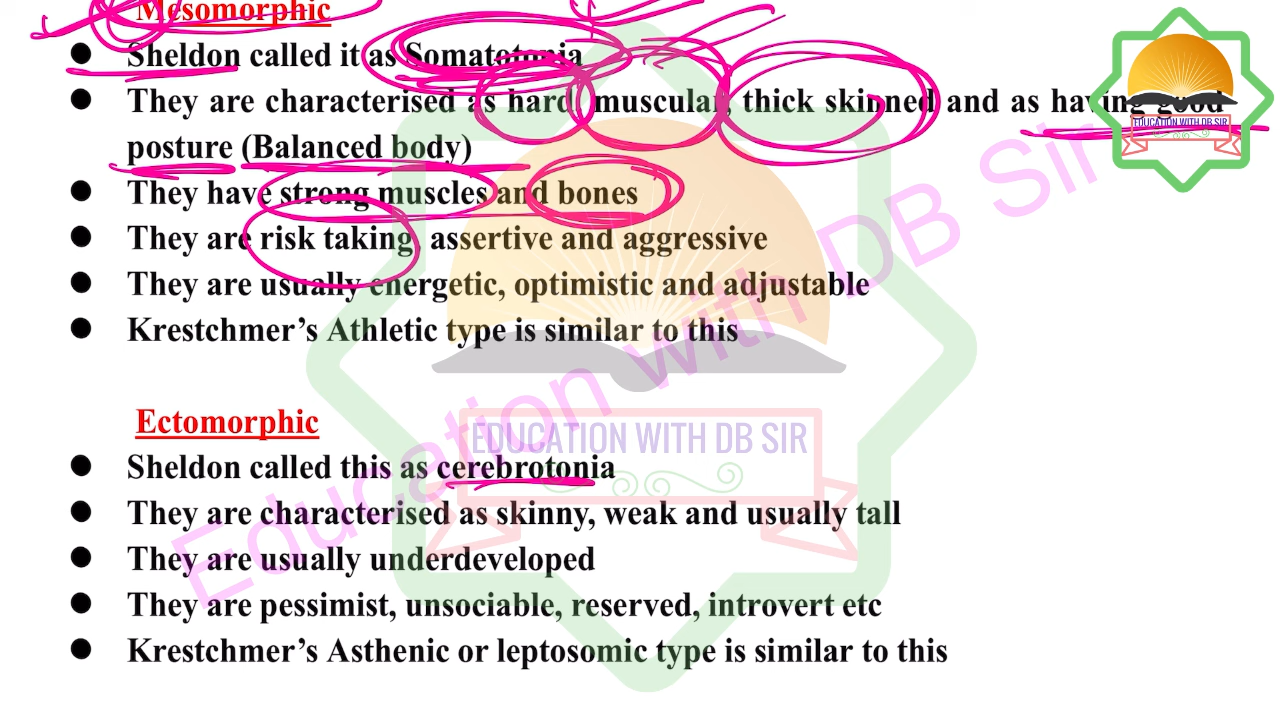 Mesomorphic
● Sheldon called it as Somatotonia
● They are characterised as hard, muscular, thick skinned and as having good
posture (Balanced body)
● They have strong muscles and bones
● They are risk taking, assertive and aggressive
● They are usually energetic, optimistic and adjustable
● Krestchmer’s Athletic type is similar to this
Ectomorphic
● Sheldon called this as cerebrotonia
● They are characterised as skinny, weak and usually tall
● They are usually underdeveloped
● They are pessimist, unsociable, reserved, introvert etc
● Krestchmer’s Asthenic or leptosomic type is similar to this
EDUCATION WITH DB SIR
EDUCATION WITH DB SIR
Education with DB Sir